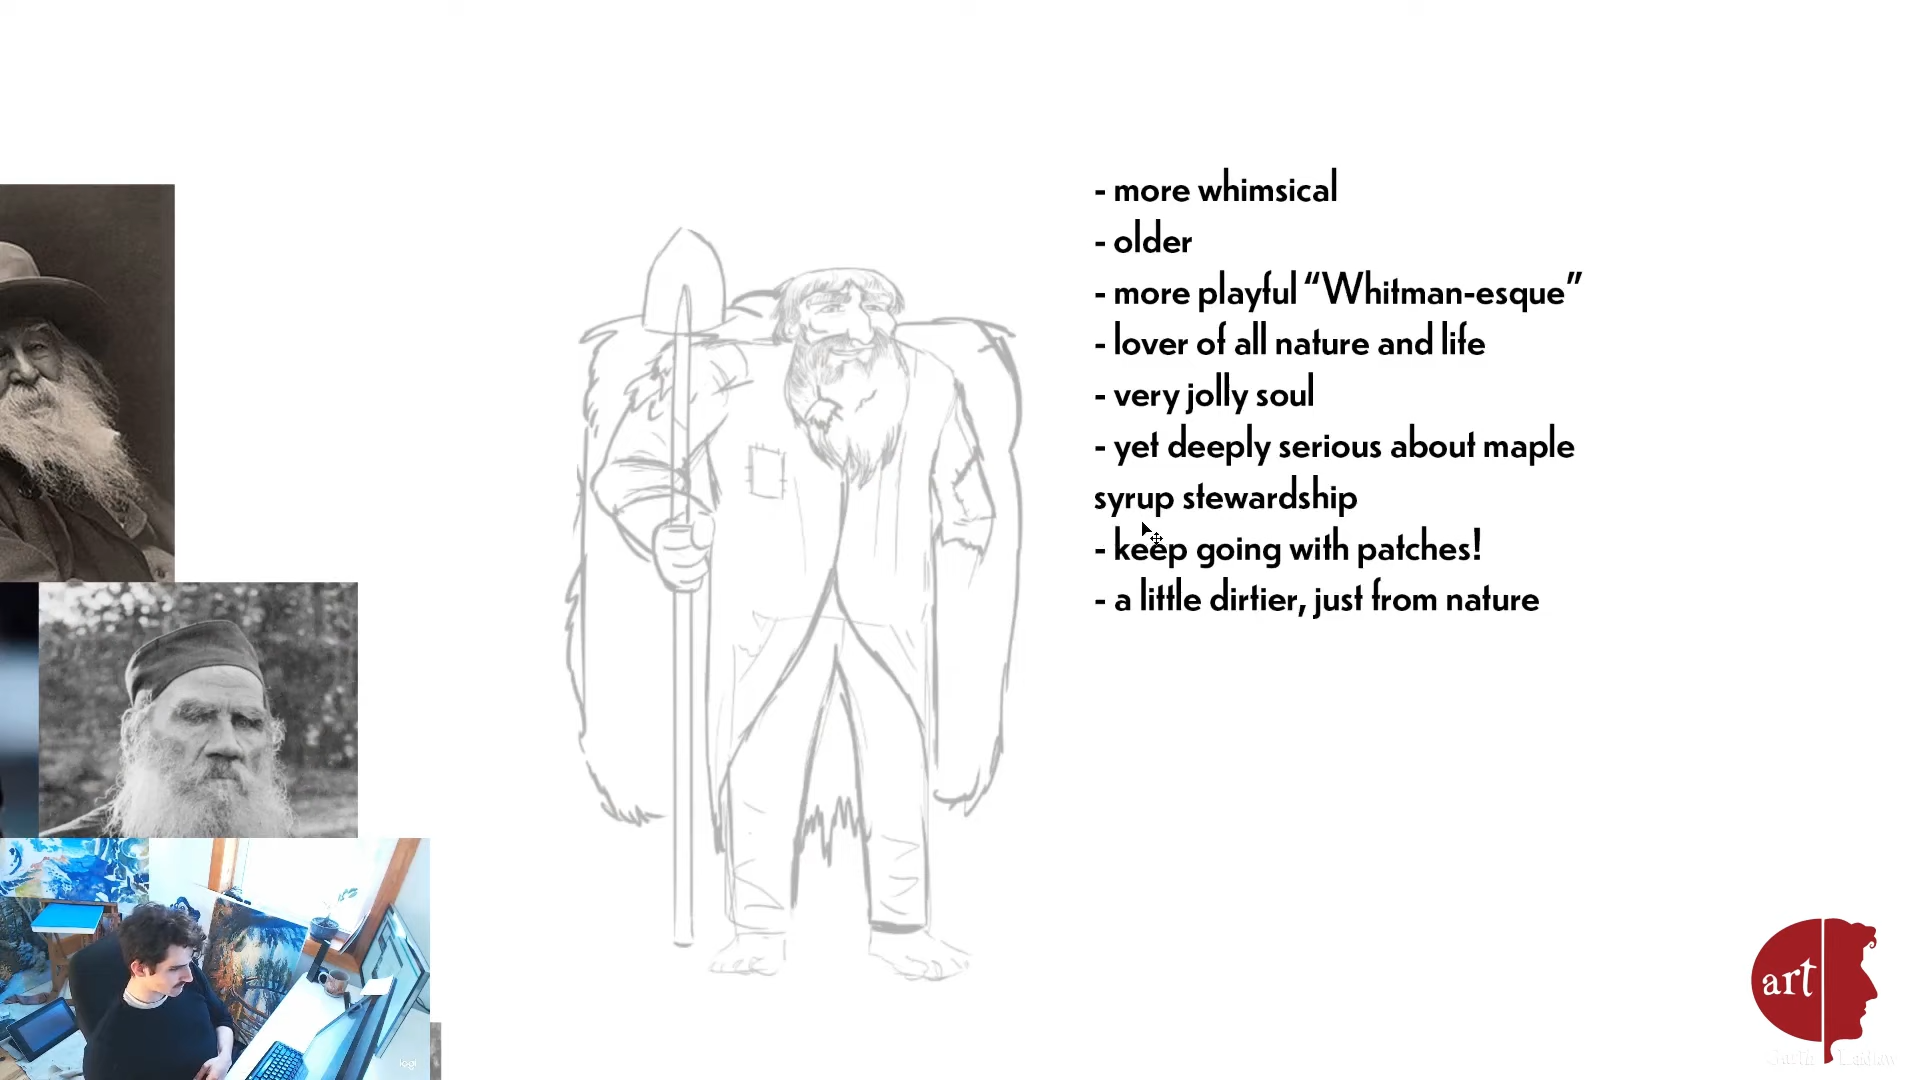 - more whimsical
- older
- more playful “Whitman-esque”
- lover of all nature and life
- very jolly soul
- yet deeply serious about maple
syrup stewardship
- keep going with patches!
- a little dirtier, just from nature
art
logi